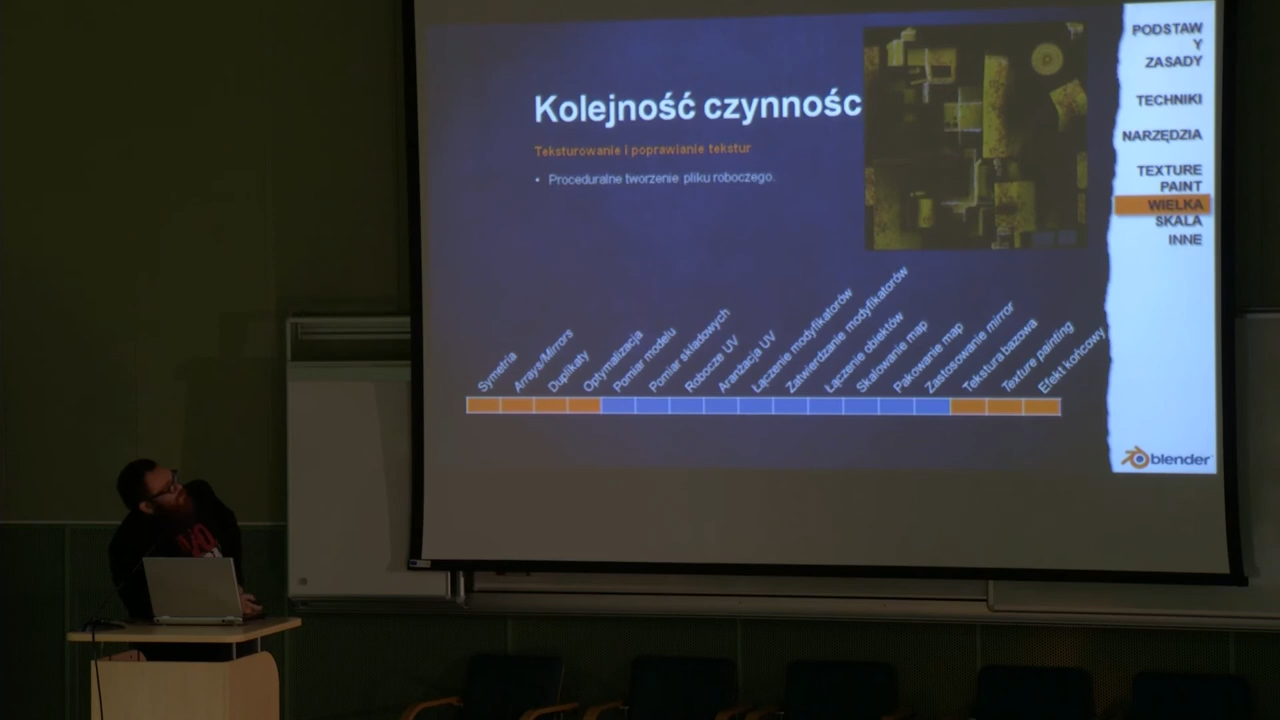 Kolejność czynnośc
Teksturowanie i poprawianie tekstur
• Proceduralne tworzenie pliku roboczego.
Symetria
Arrays/Mirrors
Duplikaty
Optymalizacja
Pomiar modelu
Pomiar składowych
Robocze UV
Aranżacja UV
Łączenie modyfikatorów
Zatwierdzanie modyfikatorów
Łączenie obiektów
Skalowanie map
Pakowanie map
Zastosowanie mirror
Tekstura bazowa
Texture painting
Efekt końcowy
PODSTAW
Y
ZASADY
TECHNIKI
NARZĘDZIA
TEXTURE
PAINT
WIELKA
SKALA
INNE
blender